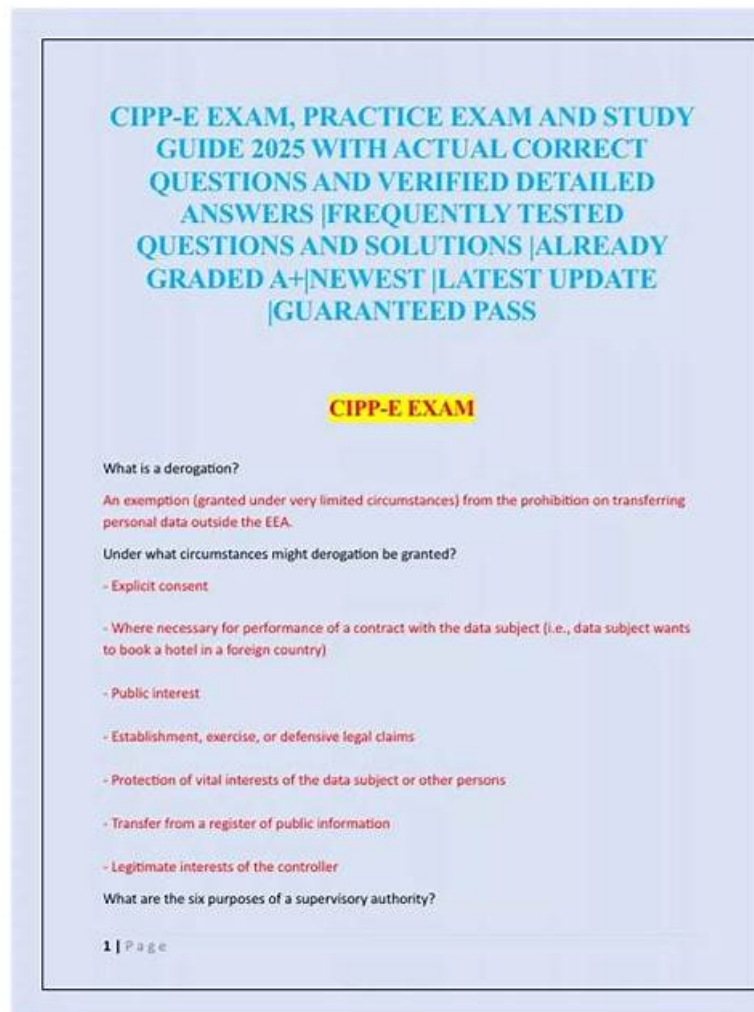 CIPP-E EXAM, PRACTICE EXAM AND STUDY
GUIDE 2025 WITH ACTUAL CORRECT
QUESTIONS AND VERIFIED DETAILED
ANSWERS |FREQUENTLY TESTED
QUESTIONS AND SOLUTIONS |ALREADY
GRADED A+|NEWEST |LATEST UPDATE
|GUARANTEED PASS
CIPP-E EXAM
What is a derogation?
An exemption (granted under very limited circumstances) from the prohibition on transferring
personal data outside the EEA.
Under what circumstances might derogation be granted?
- Explicit consent
- Where necessary for performance of a contract with the data subject (i.e., data subject wants
to book a hotel in a foreign country)
- Public interest
- Establishment, exercise, or defensive legal claims
- Protection of vital interests of the data subject or other persons
- Transfer from a register of public information
- Legitimate interests of the controller
What are the six purposes of a supervisory authority?
1 | Page